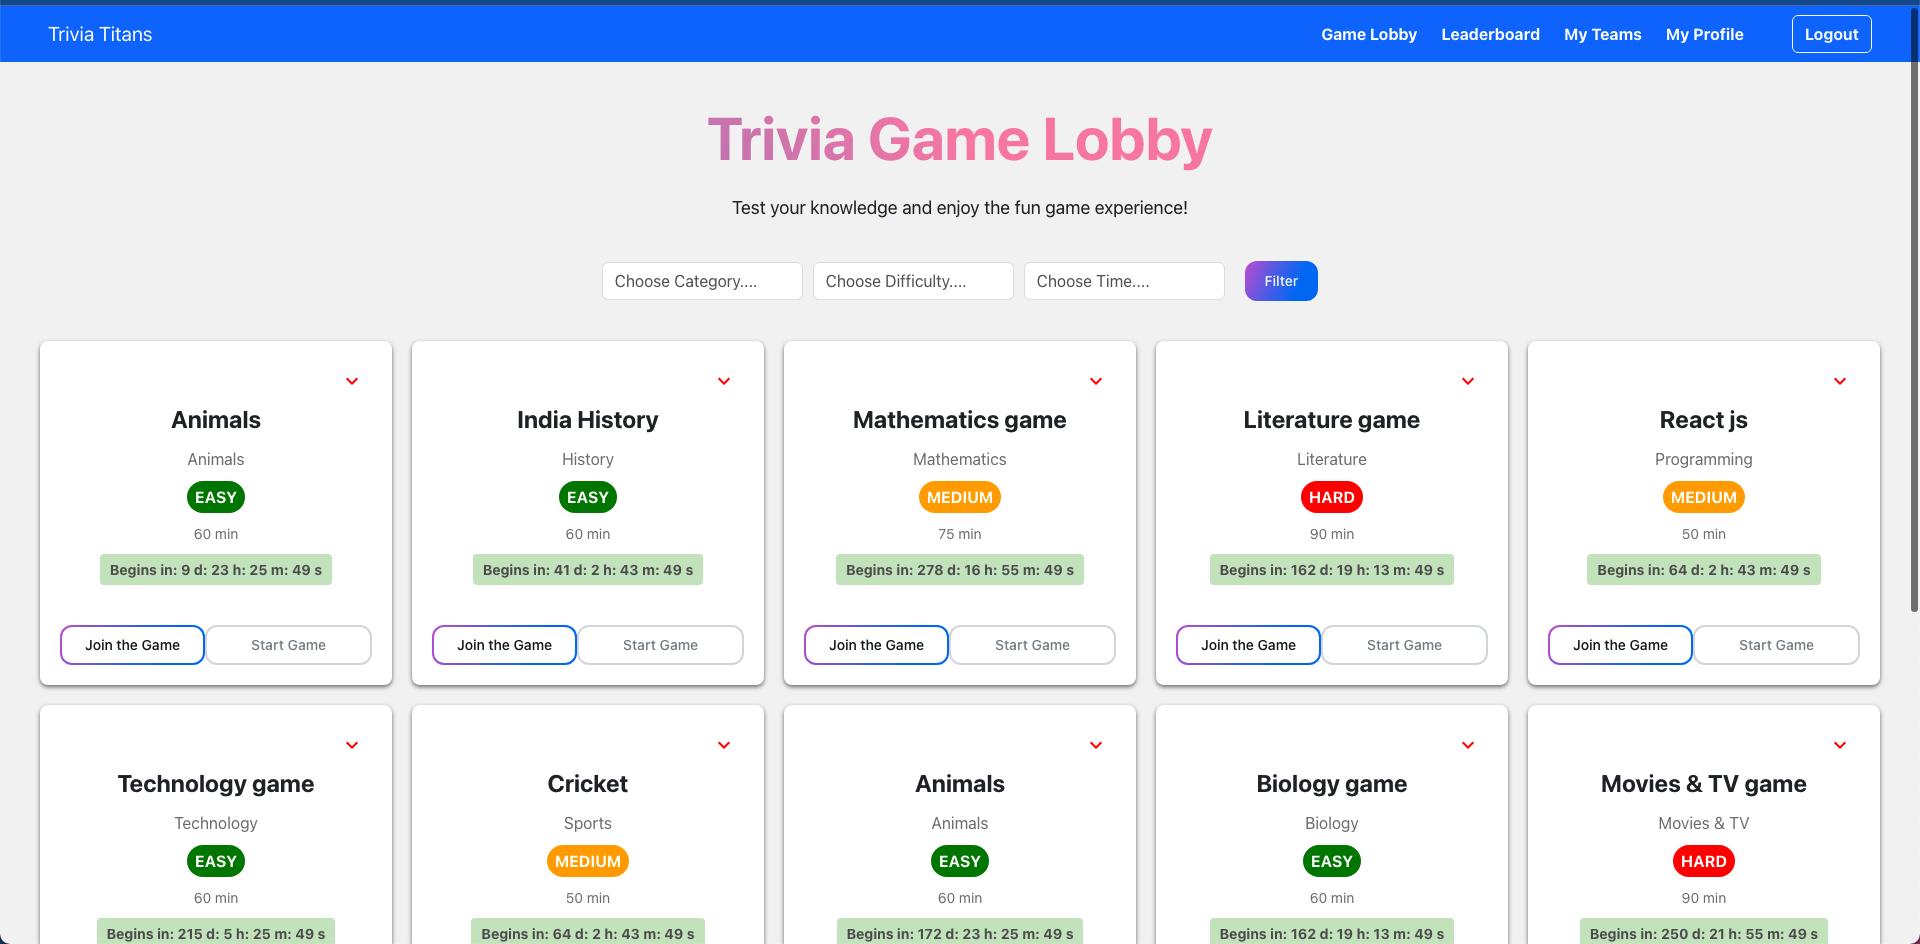 Trivia Titans
Game Lobby Leaderboard My Teams My Profile Logout
Trivia Game Lobby
Test your knowledge and enjoy the fun game experience!
Choose Category.... Choose Difficulty.... Choose Time.... Filter
Animals
Animals
EASY
60 min
Begins in: 9 d: 23 h: 25 m: 49 s
Join the Game Start Game
India History
History
EASY
60 min
Begins in: 41 d: 2 h: 43 m: 49 s
Join the Game Start Game
Mathematics game
Mathematics
MEDIUM
75 min
Begins in: 278 d: 16 h: 55 m: 49 s
Join the Game Start Game
Literature game
Literature
HARD
90 min
Begins in: 162 d: 19 h: 13 m: 49 s
Join the Game Start Game
React js
Programming
MEDIUM
50 min
Begins in: 64 d: 2 h: 43 m: 49 s
Join the Game Start Game
Technology game
Technology
EASY
60 min
Begins in: 215 d: 5 h: 25 m: 49 s
Cricket
Sports
MEDIUM
50 min
Begins in: 64 d: 2 h: 43 m: 49 s
Animals
Animals
EASY
60 min
Begins in: 172 d: 23 h: 25 m: 49 s
Biology game
Biology
EASY
60 min
Begins in: 162 d: 19 h: 13 m: 49 s
Movies & TV game
Movies & TV
HARD
90 min
Begins in: 250 d: 21 h: 55 m: 49 s